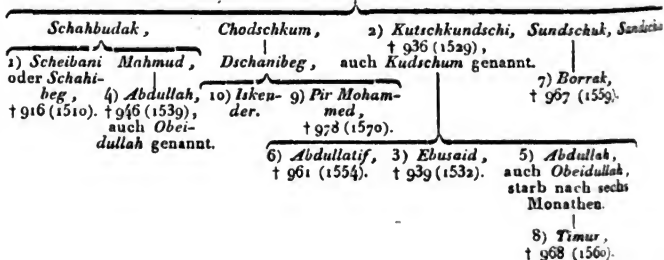 Schahbudak, Chodschkum, 2) Kutschkundschi, Sundschuk,
† 936 (1529),
auch Kudschum genannt.
1) Scheibani Mahmud, Dschanibeg,
oder Schahi-
beg, 4) Abdullah, 10) Isken- 9) Pir Moham- 7) Borrak,
† 916 (1510). † 946 (1539), der. med, † 967 (1559).
auch Obei- † 978 (1570).
dullah genannt.
6) Abdullatif, 3) Ebusaid, 5) Abdullah,
† 961 (1554). † 939 (1532). auch Obeidullah,
starb nach sechs
Monathen.
8) Timur,
† 968 (1560).